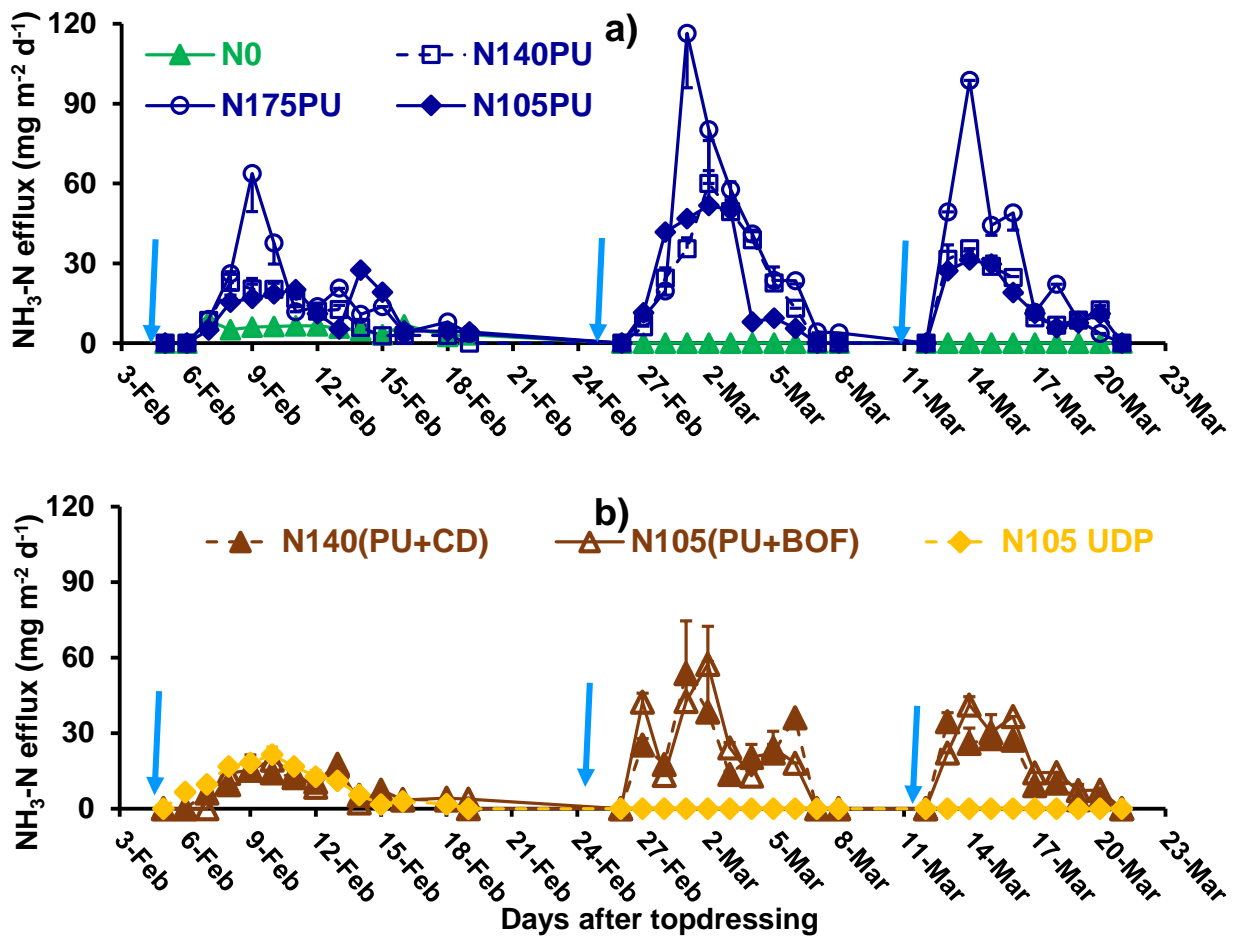 a)
NH3-N efflux (mg m-2 d-1)
120
90
60
30
0
N0
N140PU
N175PU
N105PU
3-Feb
6-Feb
9-Feb
12-Feb
15-Feb
18-Feb
21-Feb
24-Feb
27-Feb
2-Mar
5-Mar
8-Mar
11-Mar
14-Mar
17-Mar
20-Mar
23-Mar
b)
NH3-N efflux (mg m-2 d-1)
120
90
60
30
0
N140(PU+CD)
N105(PU+BOF)
N105 UDP
3-Feb
6-Feb
9-Feb
12-Feb
15-Feb
18-Feb
21-Feb
24-Feb
27-Feb
2-Mar
5-Mar
8-Mar
11-Mar
14-Mar
17-Mar
20-Mar
23-Mar
Days after topdressing